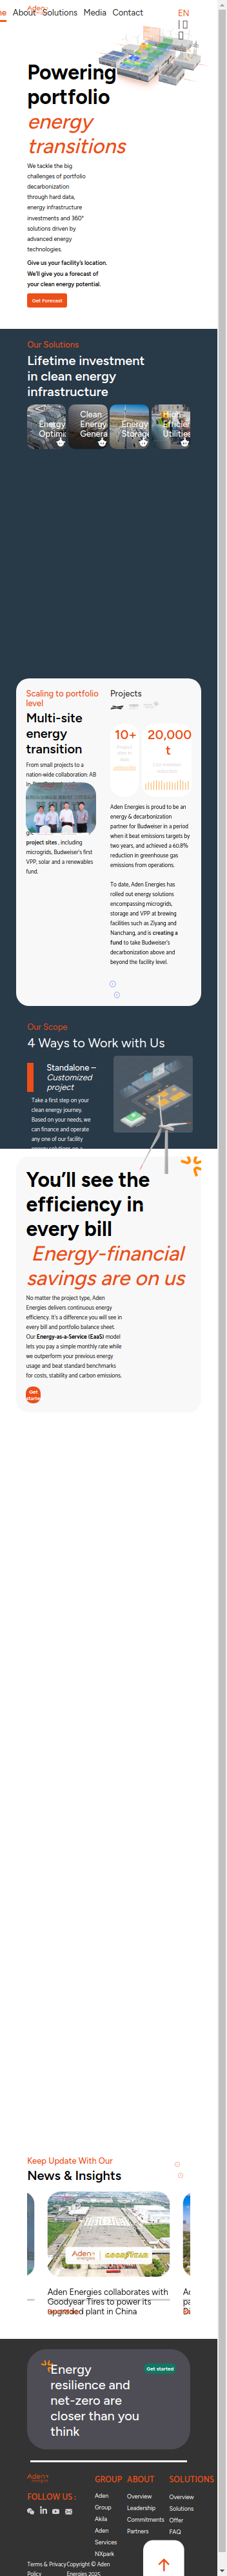 Aden
energies
About
Solutions
Media
Contact
EN
Powering
portfolio
energy
transitions
We tackle the big
challenges of portfolio
decarbonization
through hard data,
energy infrastructure
investments and 360°
solutions driven by
advanced energy
technologies.
Give us your facility's location.
We'll give you a forecast of
your clean energy potential.
Get Forecast
Our Solutions
Lifetime investment
in clean energy
infrastructure
Energy
Optimi
Clean
Energy
Genera
Energy
Storag
High-
Efficien
Utilities
Scaling to portfolio
level
Multi-site
energy
transition
From small projects to a
nation-wide collaboration: AB
project sites, including
microgrids, Budweiser's first
VPP, solar and a renewables
fund.
Projects
10+
Project
sites in
20,000
t
CO2 emission
reduction
Aden Energies is proud to be an
energy & decarbonization
partner for Budweiser in a period
when it beat emissions targets by
two years, and achieved a 60.8%
reduction in greenhouse gas
emissions from operations.
To date, Aden Energies has
rolled out energy solutions
encompassing microgrids,
storage and VPP at brewing
facilities such as Ziyang and
Nanchang, and is creating a
fund to take Budweiser's
decarbonization above and
beyond the facility level.
Our Scope
4 Ways to Work with Us
Standalone –
Customized
project
Take a first step on your
clean energy journey.
Based on your needs, we
can finance and operate
any one of our facility
energy solutions on a
You'll see the
efficiency in
every bill
Energy-financial
savings are on us
No matter the project type, Aden
Energies delivers continuous energy
efficiency. It's a difference you will see in
every bill and portfolio balance sheet.
Our Energy-as-a-Service (EaaS) model
lets you pay a simple monthly rate while
we outperform your previous energy
usage and beat standard benchmarks
for costs, stability and carbon emissions.
Get
starte
Keep Update With Our
News & Insights
Aden
energies
GOODYEAR
Aden Energies collaborates with
Goodyear Tires to power its
upgraded plant in China
Energy
resilience and
net-zero are
closer than you
think
Get started
Aden
energies
FOLLOW US :
GROUP
Aden
Group
Akila
Aden
Services
NXpark
ABOUT
Overview
Leadership
Commitments
Partners
SOLUTIONS
Overview
Solutions
Offer
FAQ
Terms & Privacy
Policy
Copyright © Aden
Energies 2025